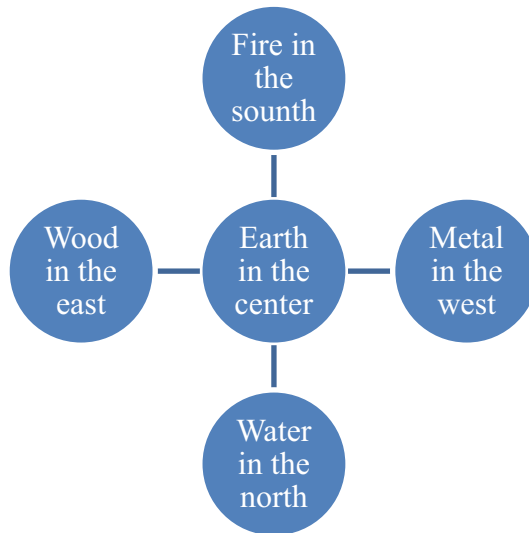 Fire in
the
sounth
Wood
in the
east
Earth
in the
center
Metal
in the
west
Water
in the
north